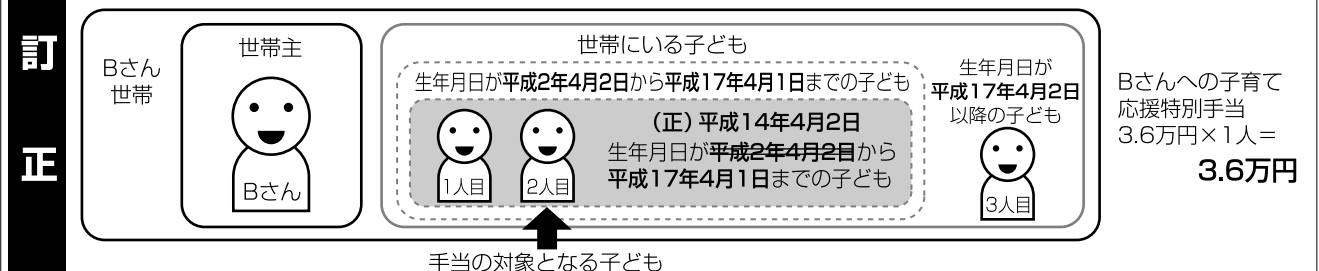 訂正
Bさん
世帯
世帯主
Bさん
世帯にいる子ども
生年月日が平成2年4月2日から平成17年4月1日までの子ども
1人目
2人目
(正)平成14年4月2日
生年月日が平成2年4月2日から
平成17年4月1日までの子ども
生年月日が
平成17年4月2日
以降の子ども
3人目
手当の対象となる子ども
Bさんへの子育て
応援特別手当
3.6万円×1人=
3.6万円